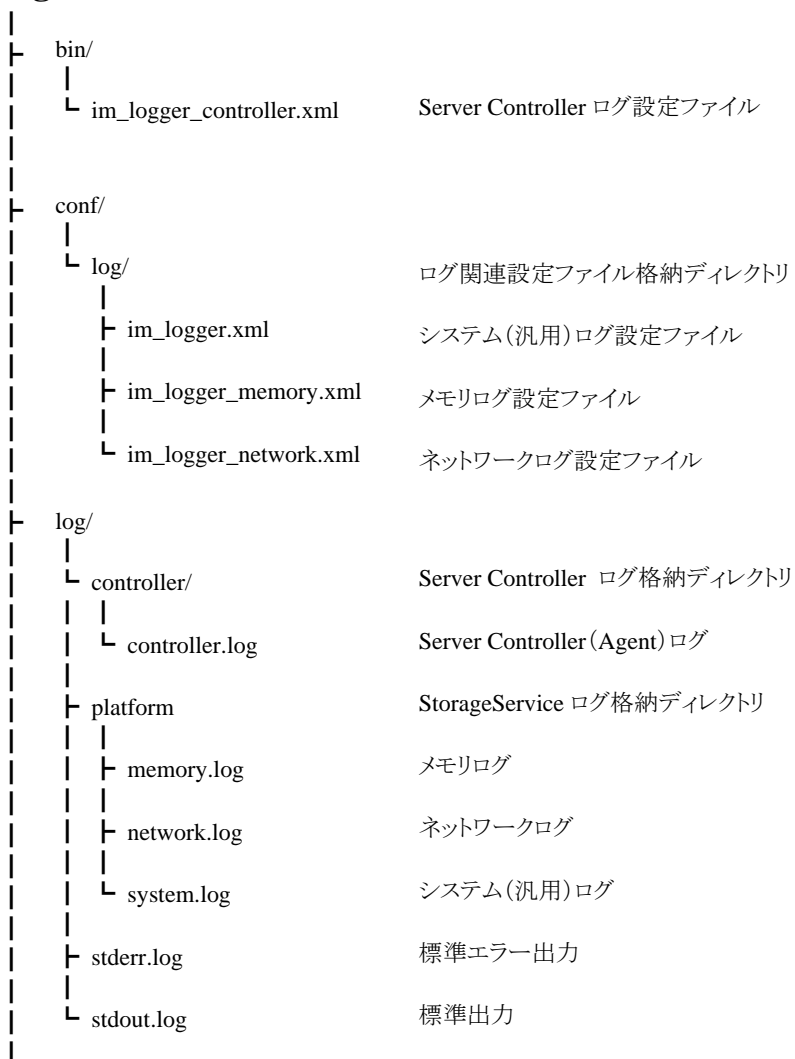 bin/
im_logger_controller.xml Server Controller ログ設定ファイル
conf/
log/ ログ関連設定ファイル格納ディレクトリ
im_logger.xml システム(汎用)ログ設定ファイル
im_logger_memory.xml メモリログ設定ファイル
im_logger_network.xml ネットワークログ設定ファイル
log/
controller/ Server Controller ログ格納ディレクトリ
controller.log Server Controller(Agent)ログ
platform StorageService ログ格納ディレクトリ
memory.log メモリログ
network.log ネットワークログ
system.log システム(汎用)ログ
stderr.log 標準エラー出力
stdout.log 標準出力